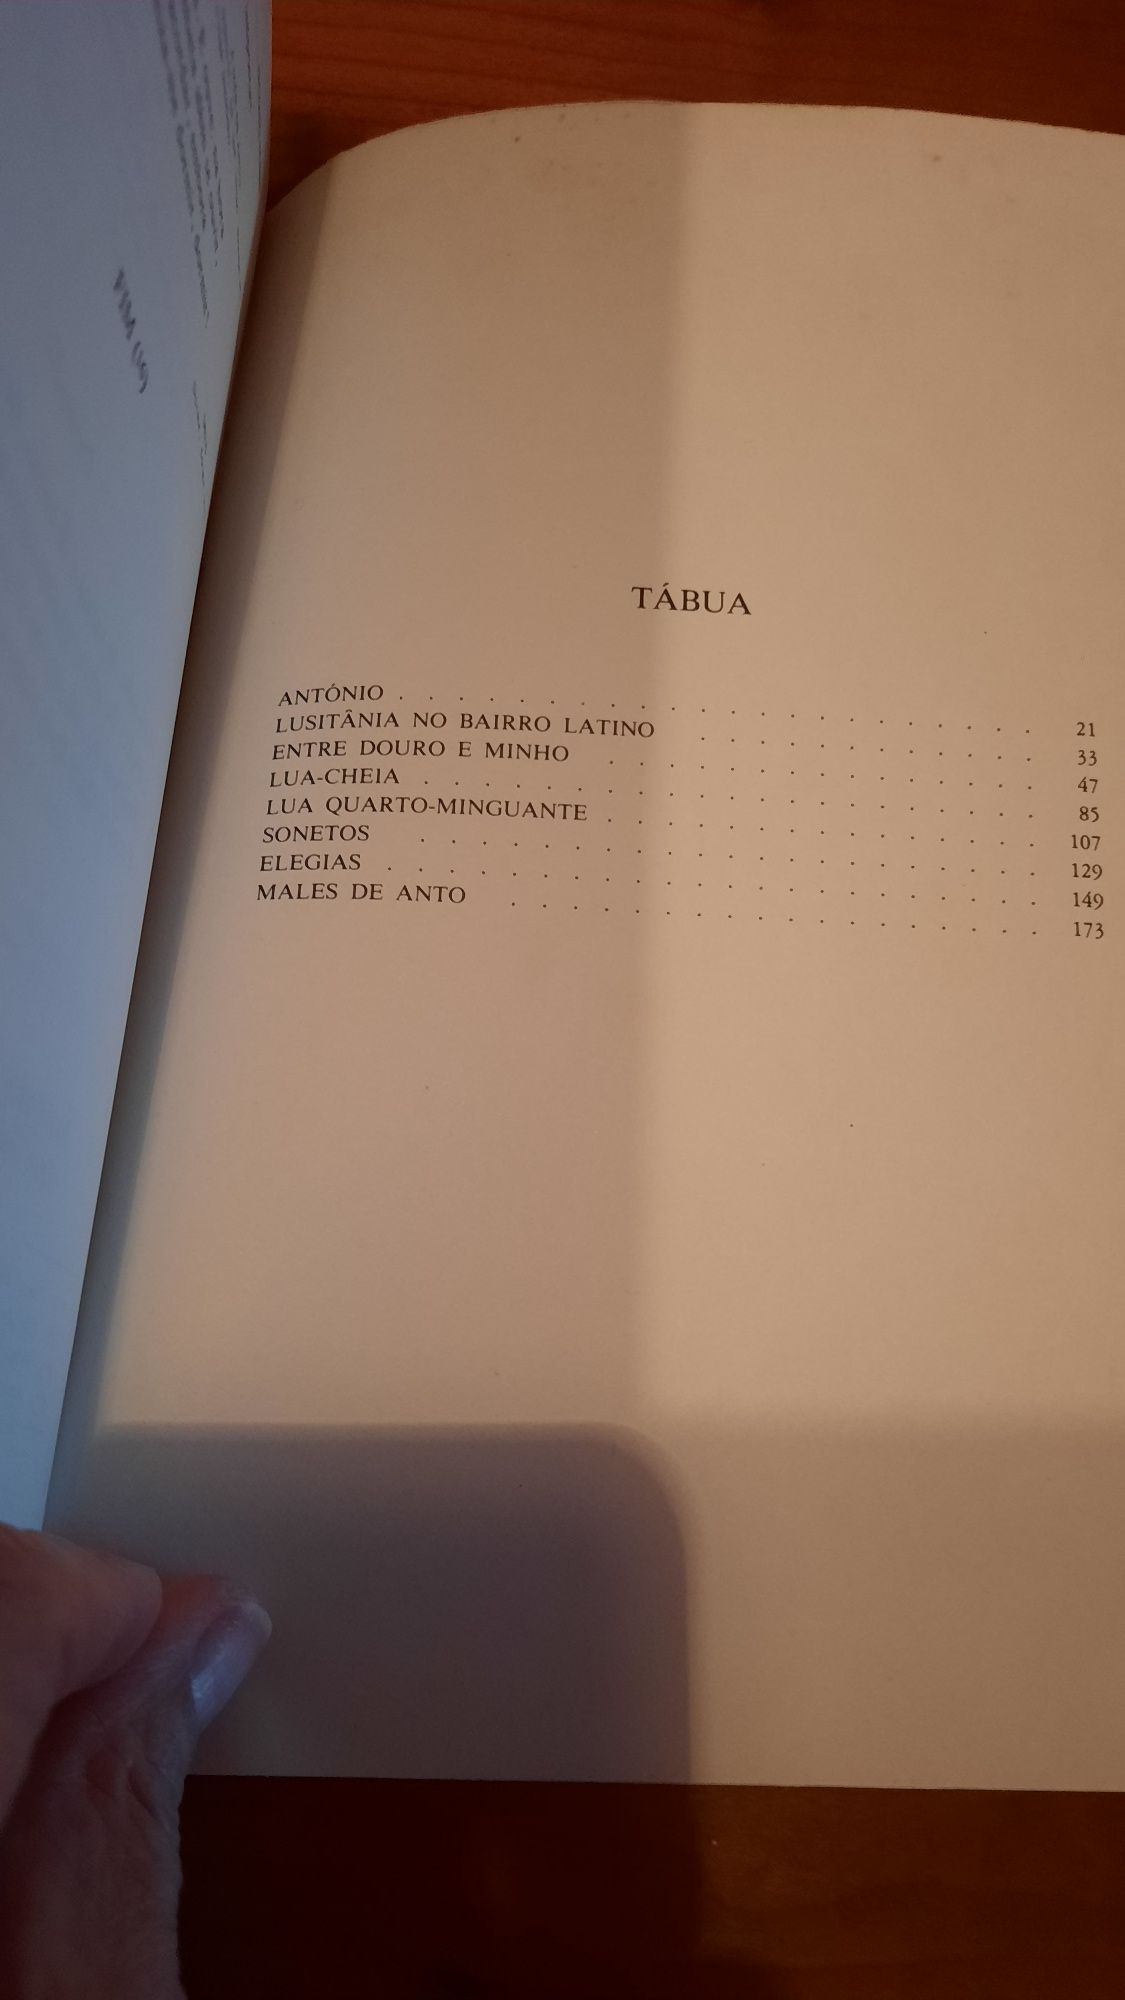 TÁBUA
ANTÓNIO . . . . . . . . . . . . . . . . . . . . . 21
LUSITÂNIA NO BAIRRO LATINO . . . . . . . . . . . . 33
ENTRE DOURO E MINHO . . . . . . . . . . . . . . . 47
LUA-CHEIA . . . . . . . . . . . . . . . . . . . . . 85
LUA QUARTO-MINGUANTE . . . . . . . . . . . . . . . 107
SONETOS . . . . . . . . . . . . . . . . . . . . . 129
ELEGIAS . . . . . . . . . . . . . . . . . . . . . . 149
MALES DE ANTO . . . . . . . . . . . . . . . . . . 173